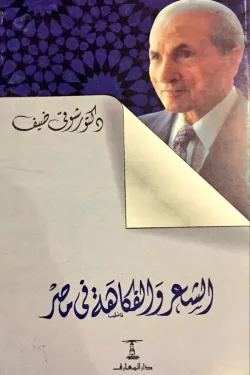 دكتور شوقي ضيف
الشعر والفكاهة في مصر
دار المعارف